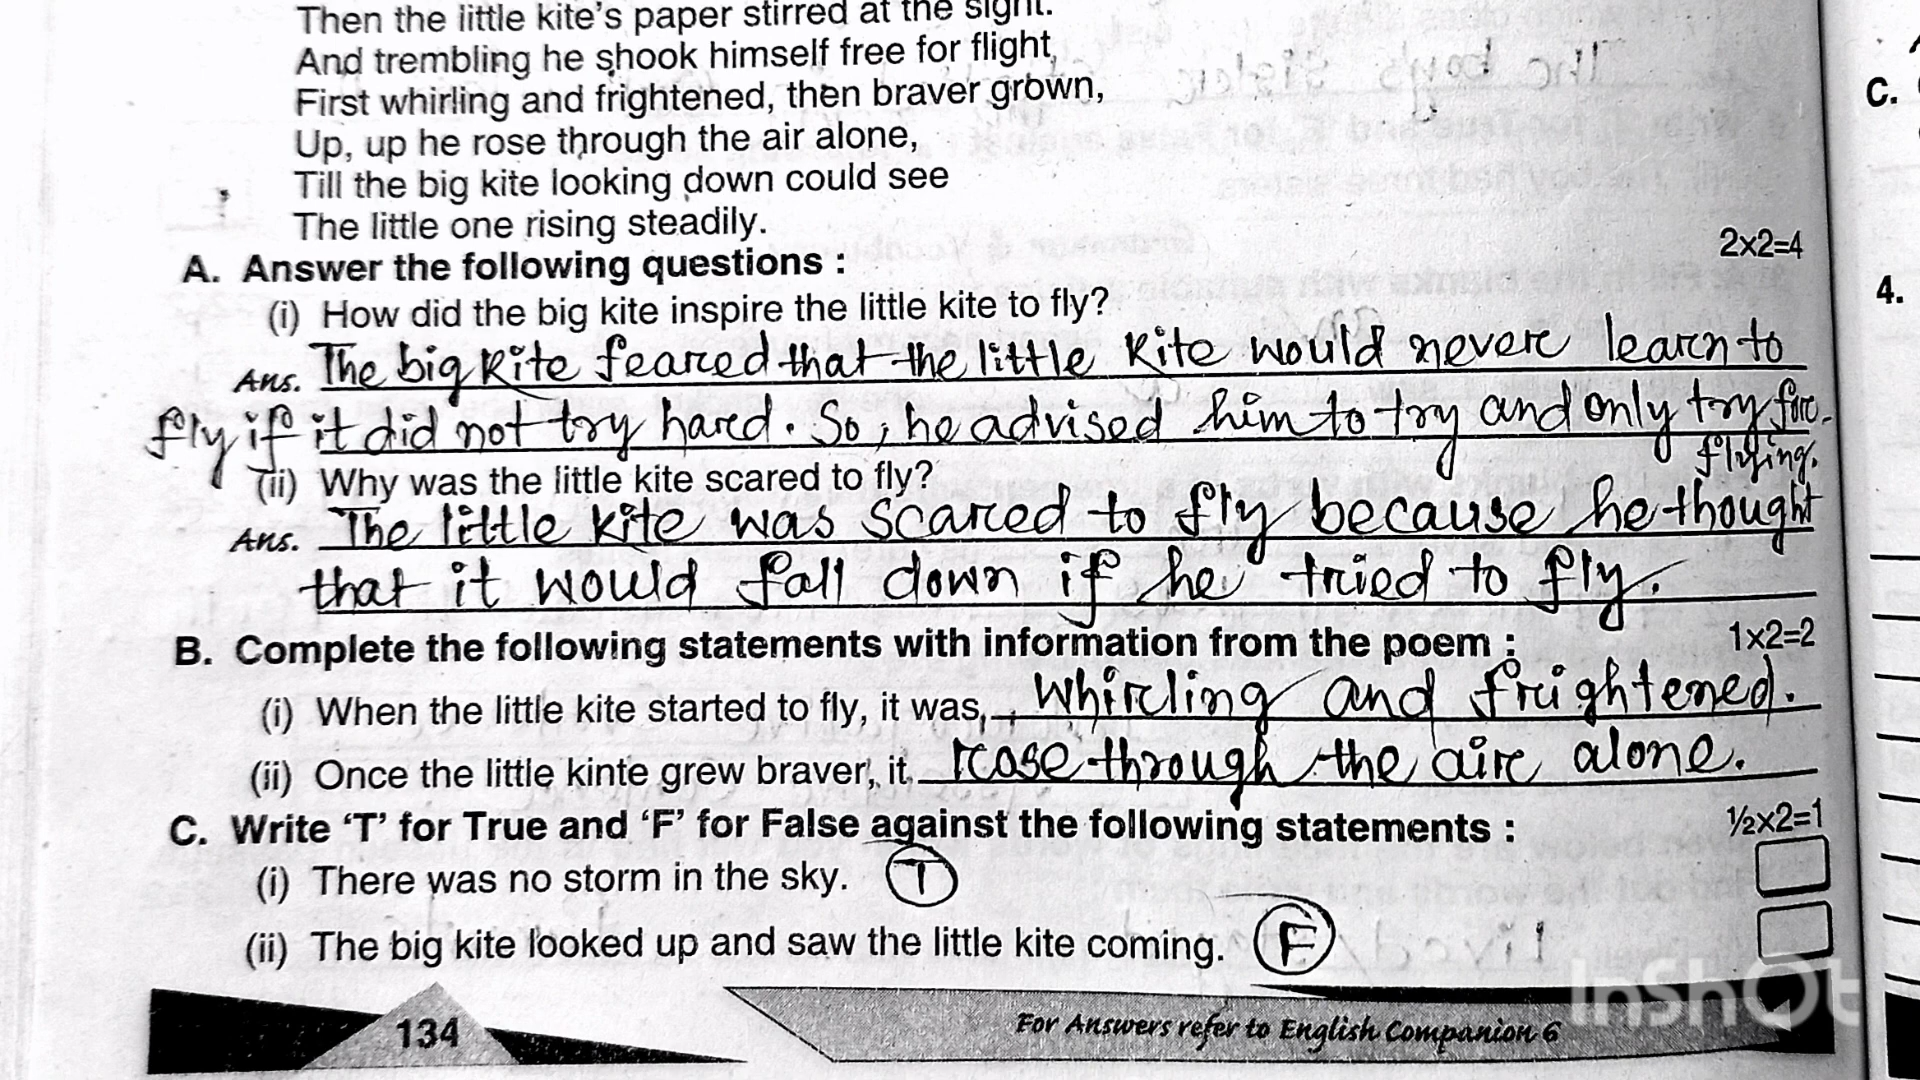 Then the little kite's paper stirred at the sight.
And trembling he shook himself free for flight,
First whirling and frightened, then braver grown,
Up, up he rose through the air alone,
Till the big kite looking down could see
The little one rising steadily.
A. Answer the following questions : 2x2=4
(i) How did the big kite inspire the little kite to fly?
Ans. The big kite feared that the little kite would never learn to
fly if it did not try hard. So, he advised him to try and only try for
flying.
(ii) Why was the little kite scared to fly?
Ans. The little kite was scared to fly because he thought
that it would fall down if he tried to fly.
B. Complete the following statements with information from the poem : 1x2=2
(i) When the little kite started to fly, it was, whirling and frightened.
(ii) Once the little kinte grew braver, it rose through the air alone.
C. Write 'T' for True and 'F' for False against the following statements : ½x2=1
(i) There was no storm in the sky. T
(ii) The big kite looked up and saw the little kite coming. F
134
For Answers refer to English Companion 6
InShOt
C.
4.